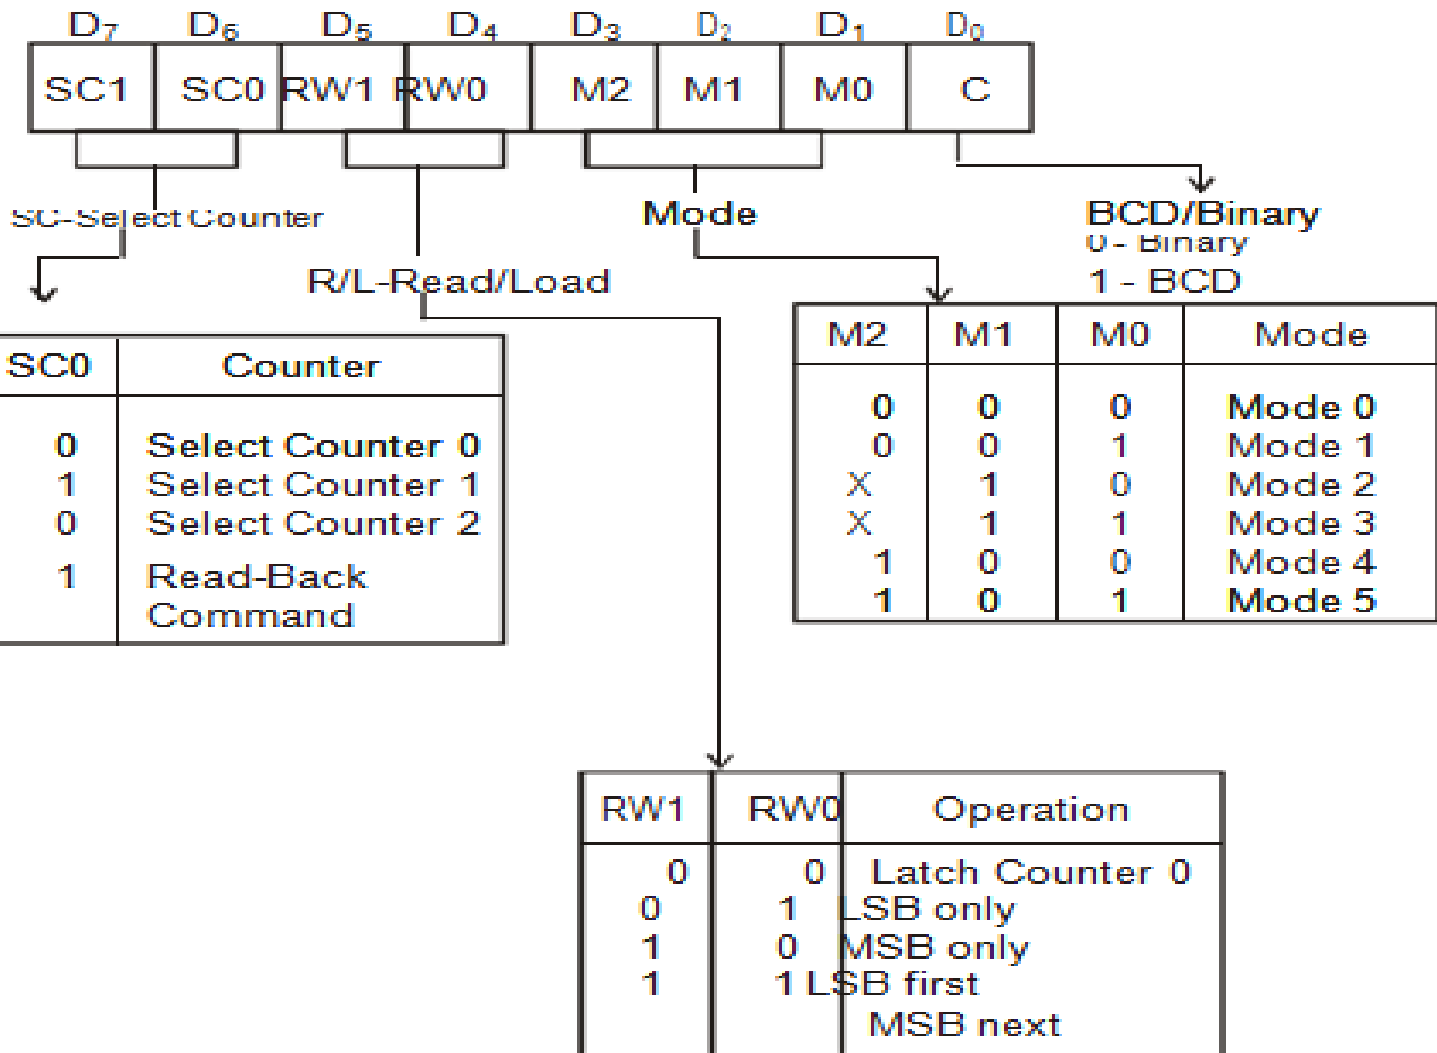 D7 D6 D5 D4 D3 D2 D1 D0
SC1 SC0 RW1 RW0 M2 M1 M0 C
SC-Select Counter
Mode
BCD/Binary
0 - Binary
1 - BCD
R/L-Read/Load
SC0 Counter
0 Select Counter 0
1 Select Counter 1
0 Select Counter 2
1 Read-Back
Command
M2 M1 M0 Mode
0 0 0 Mode 0
0 0 1 Mode 1
X 1 0 Mode 2
X 1 1 Mode 3
1 0 0 Mode 4
1 0 1 Mode 5
RW1 RW0 Operation
0 0 Latch Counter 0
0 1 LSB only
1 0 MSB only
1 1 LSB first
MSB next